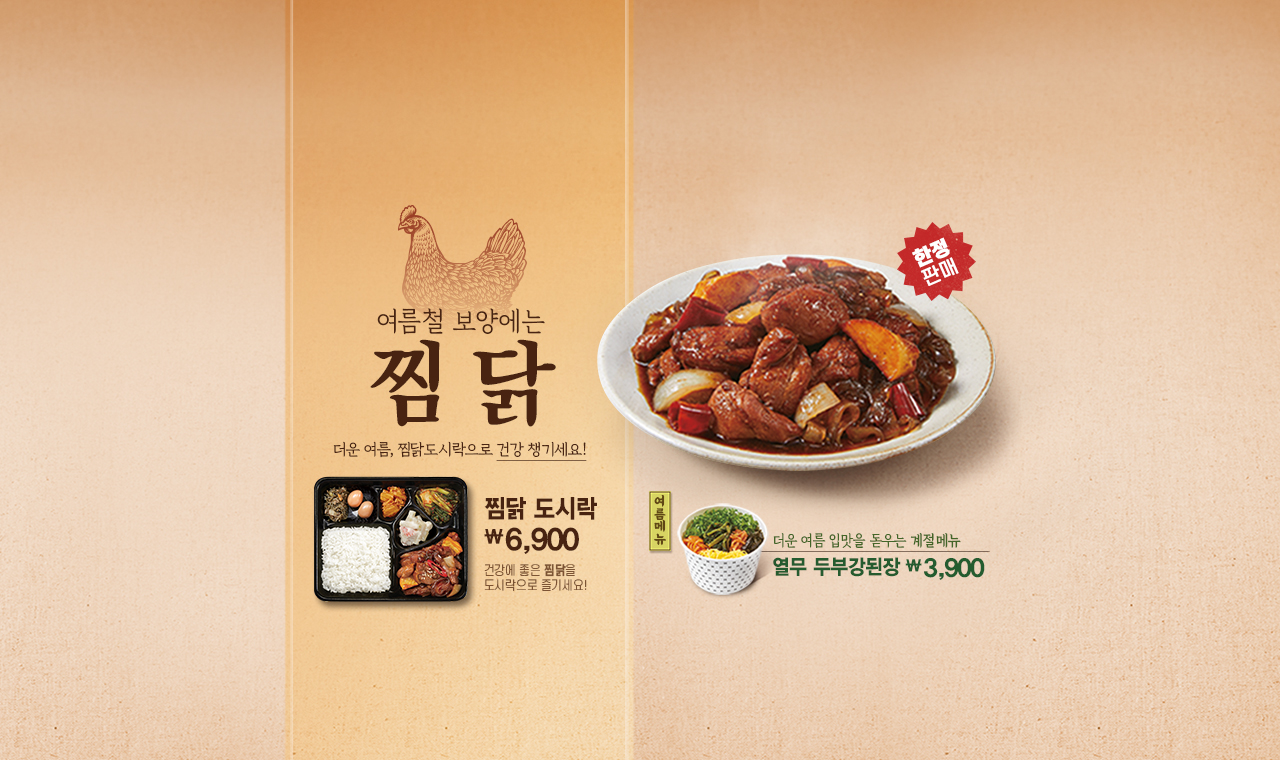 여름철 보양에는
찜 닭
더운 여름, 찜닭도시락으로 건강 챙기세요!
찜닭 도시락
₩6,900
건강에 좋은 찜닭을
도시락으로 즐기세요!
한정
판매
여름메뉴
더운 여름 입맛을 돋우는 계절메뉴
열무 두부강된장 ₩3,900